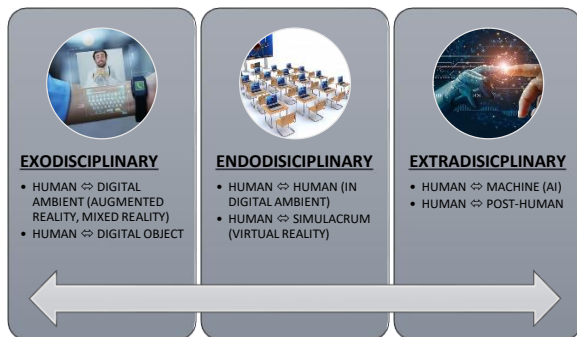 EXODISCIPLINARY
• HUMAN ⇔ DIGITAL
AMBIENT (AUGMENTED
REALITY, MIXED REALITY)
• HUMAN ⇔ DIGITAL OBJECT
ENDODISICIPLINARY
• HUMAN ⇔ HUMAN (IN
DIGITAL AMBIENT)
• HUMAN ⇔ SIMULACRUM
(VIRTUAL REALITY)
EXTRADISICPLINARY
• HUMAN ⇔ MACHINE (AI)
• HUMAN ⇔ POST-HUMAN